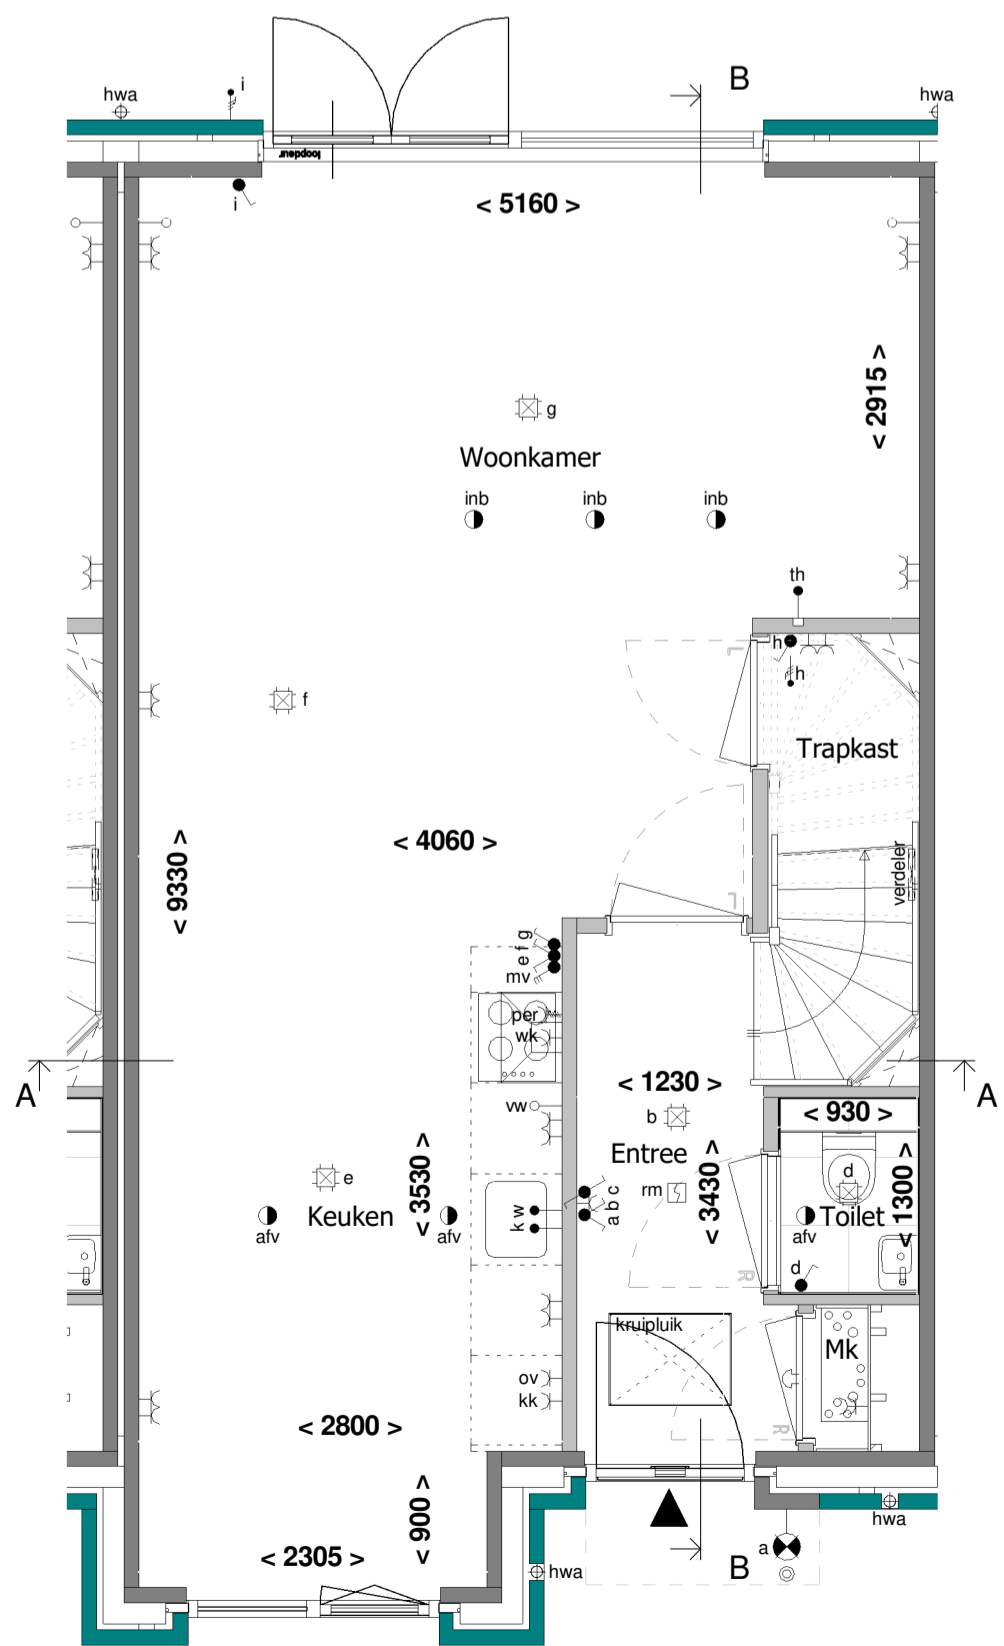 B
hwa
i
hwa
loopdeur
i
< 5160 >
< 2915 >
g
Woonkamer
inb
inb
inb
th
L
h
h
f
Trapkast
< 4060 >
< 9330 >
verdeler
L
e f g
mv
per
wk
A
A
< 1230 >
vw
b
< 930 >
Entree
< 3530 >
< 3430 >
< 1300 >
e
rm
a b c
d
Keuken
k w
Toilet
afv
afv
afv
d
R
kruipluik
Mk
ov
kk
< 2800 >
R
< 900 >
hwa
a
< 2305 >
hwa
B